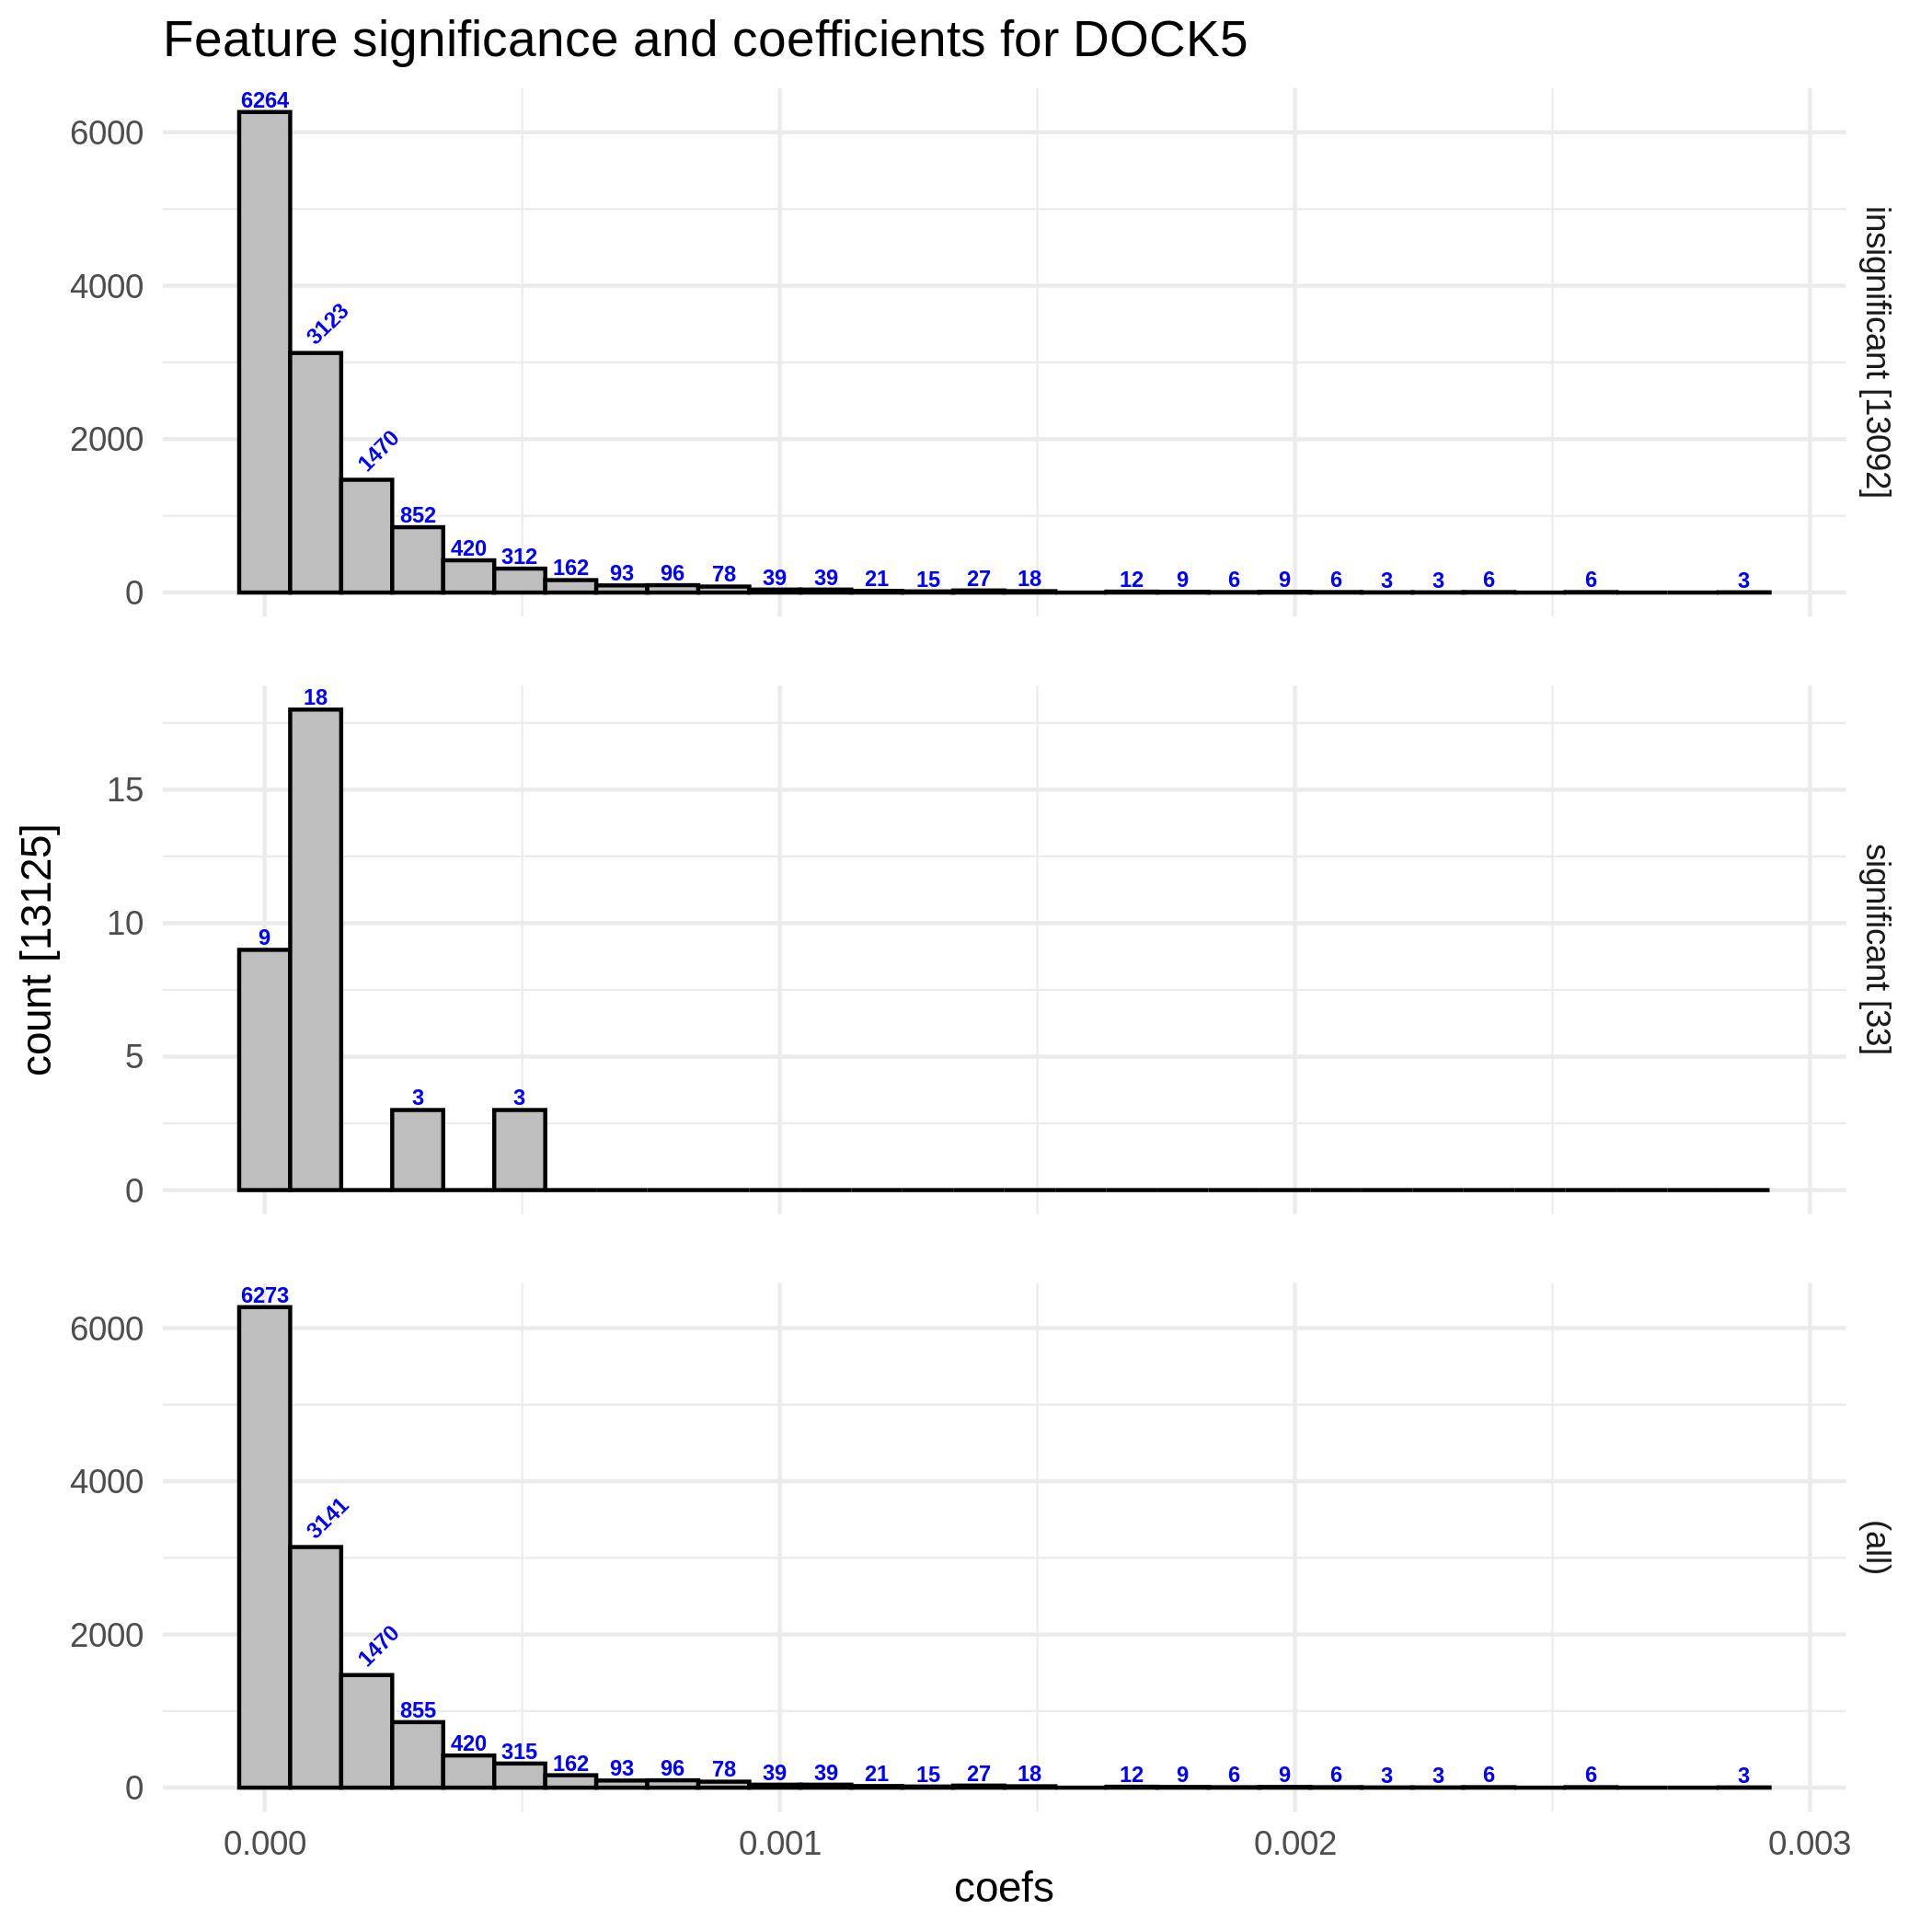 Feature significance and coefficients for DOCK5
6264
6000
4000
2000
0
3123
1470
852
420 312 162 93 96 78 39 39 21 15 27 18 12 9 6 9 6 3 3 6 6 3
insignificant [13092]
count [13125]
18
15
10
5
0
9
3 3
significant [33]
6273
6000
4000
2000
0
3141
1470
855
420 315 162 93 96 78 39 39 21 15 27 18 12 9 6 9 6 3 3 6 6 3
(all)
0.000 0.001 0.002 0.003
coefs